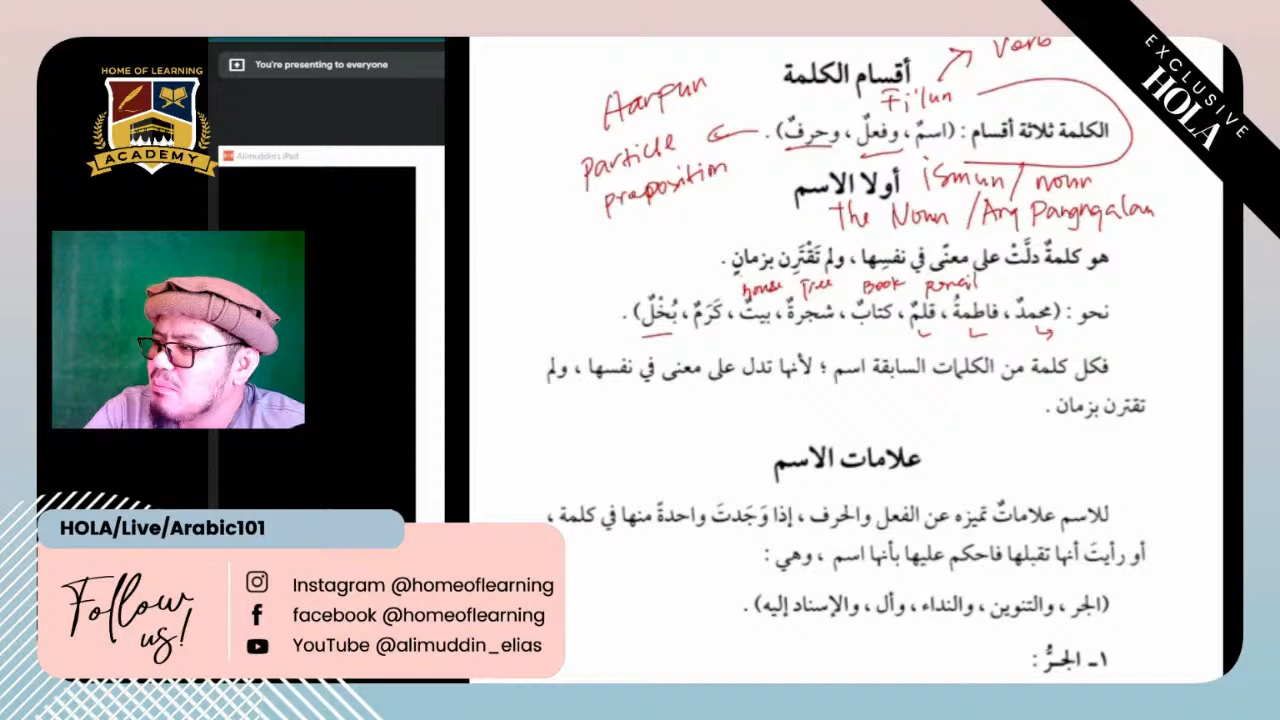 HOME OF LEARNING
ACADEMY
You're presenting to everyone
Alimuddin's iPad
EXCLUSIVE
HOLA
Verb
أقسام الكلمة
Fi'lun
Harpun
الكلمة ثلاثة أقسام : (اسمٌ ، وفعلٌ ، وحرفٌ) .
particle
preposition
أولا الاسم
ismun / noun
the Noun / Ang Pangngalan
هو كلمةٌ دلَّتْ على معنًى في نفسِها ، ولم تَقْتَرِن بزمانٍ .
house Tree Book pencil
نحو : (محمدٌ ، فاطمةُ ، قلمٌ ، كتابٌ ، شجرةٌ ، بيتٌ ، كَرَمٌ ، بُخْلٌ) .
فكل كلمة من الكلمات السابقة اسم ؛ لأنها تدل على معنى في نفسها ، ولم
تقترن بزمان .
علامات الاسم
للاسم علاماتٌ تميزه عن الفعل والحرف ، إذا وَجَدتَ واحدةً منها في كلمة ،
أو رأيتَ أنها تقبلها فاحكم عليها بأنها اسم ، وهي :
(الجر ، والتنوين ، والنداء ، وأل ، والإسناد إليه) .
١ـ الجـرُّ :
HOLA/Live/Arabic101
Follow us!
Instagram @homeoflearning
facebook @homeoflearning
YouTube @alimuddin_elias